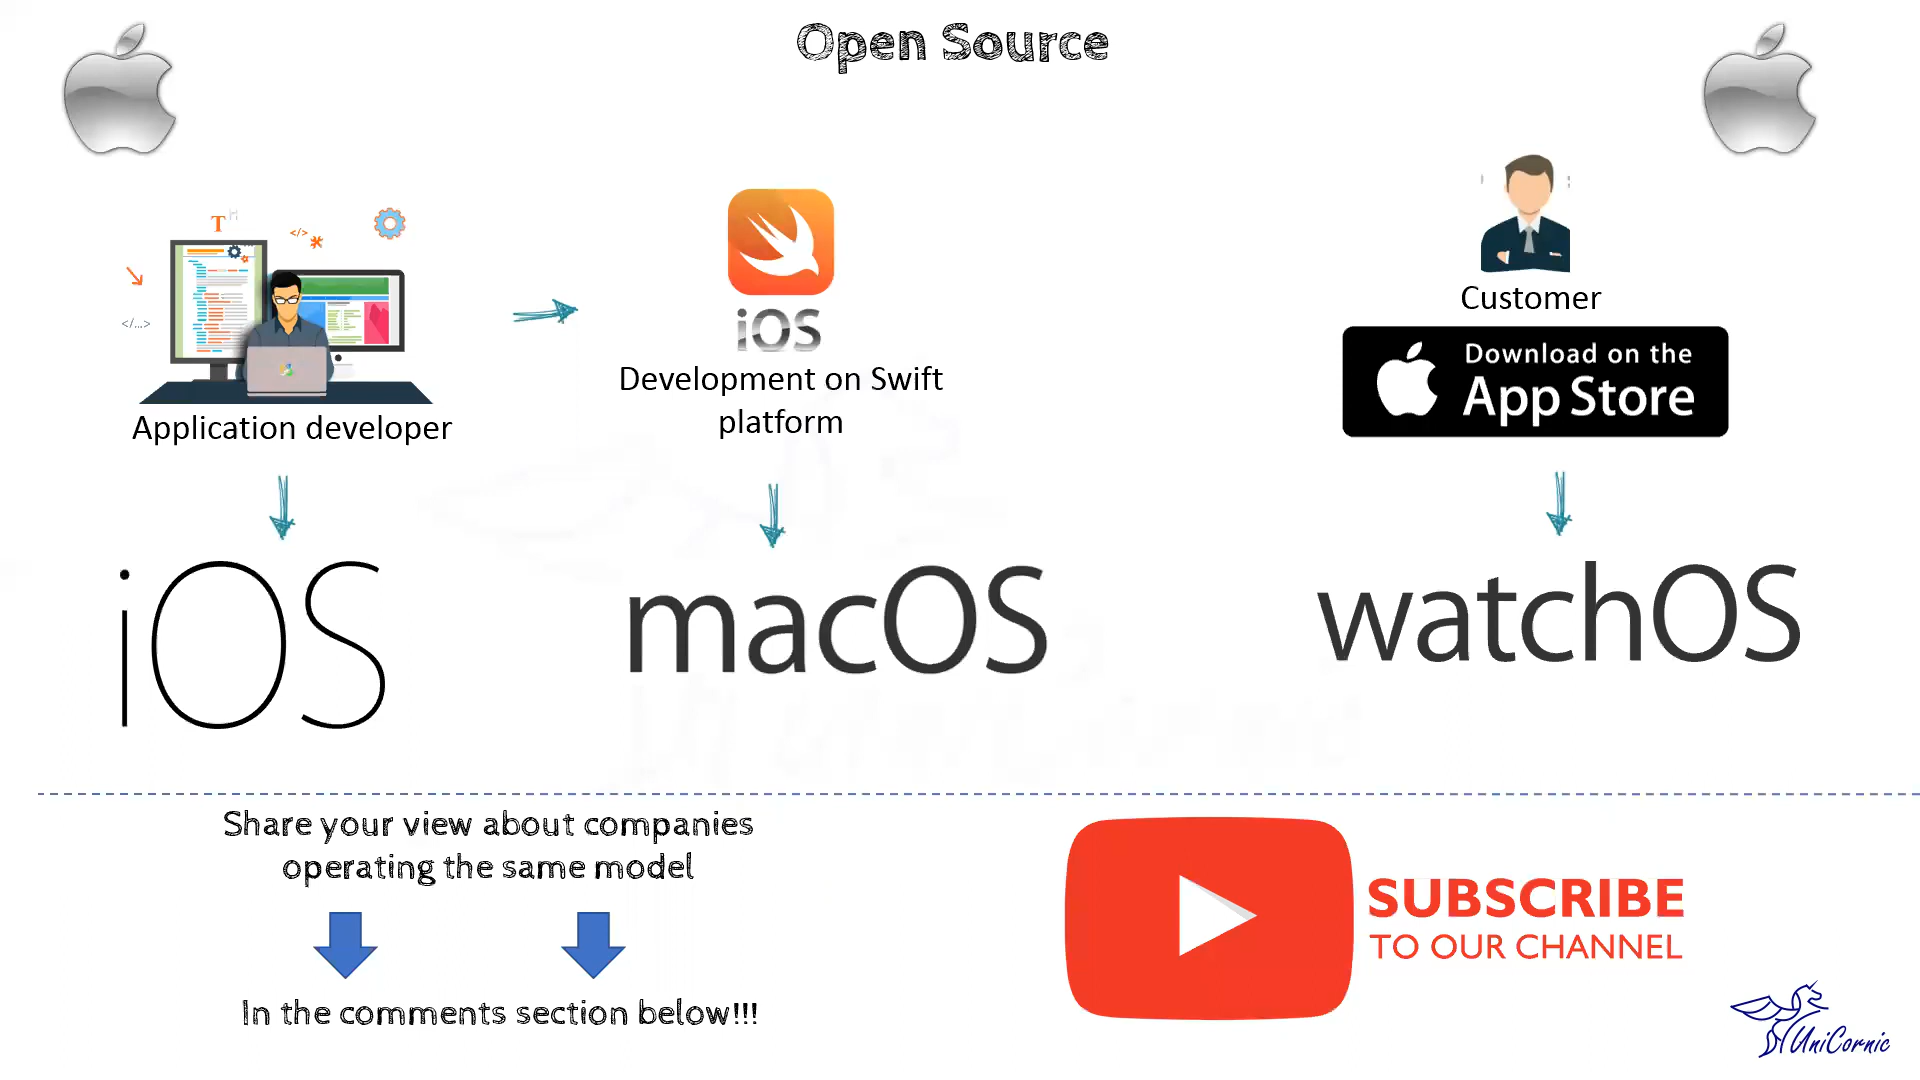 Open Source
T
</>
</...>
iOS
Application developer
Development on Swift
platform
Customer
Download on the
App Store
iOS
macOS
watchOS
Share your view about companies
operating the same model
In the comments section below!!!
SUBSCRIBE
TO OUR CHANNEL
UniCornic